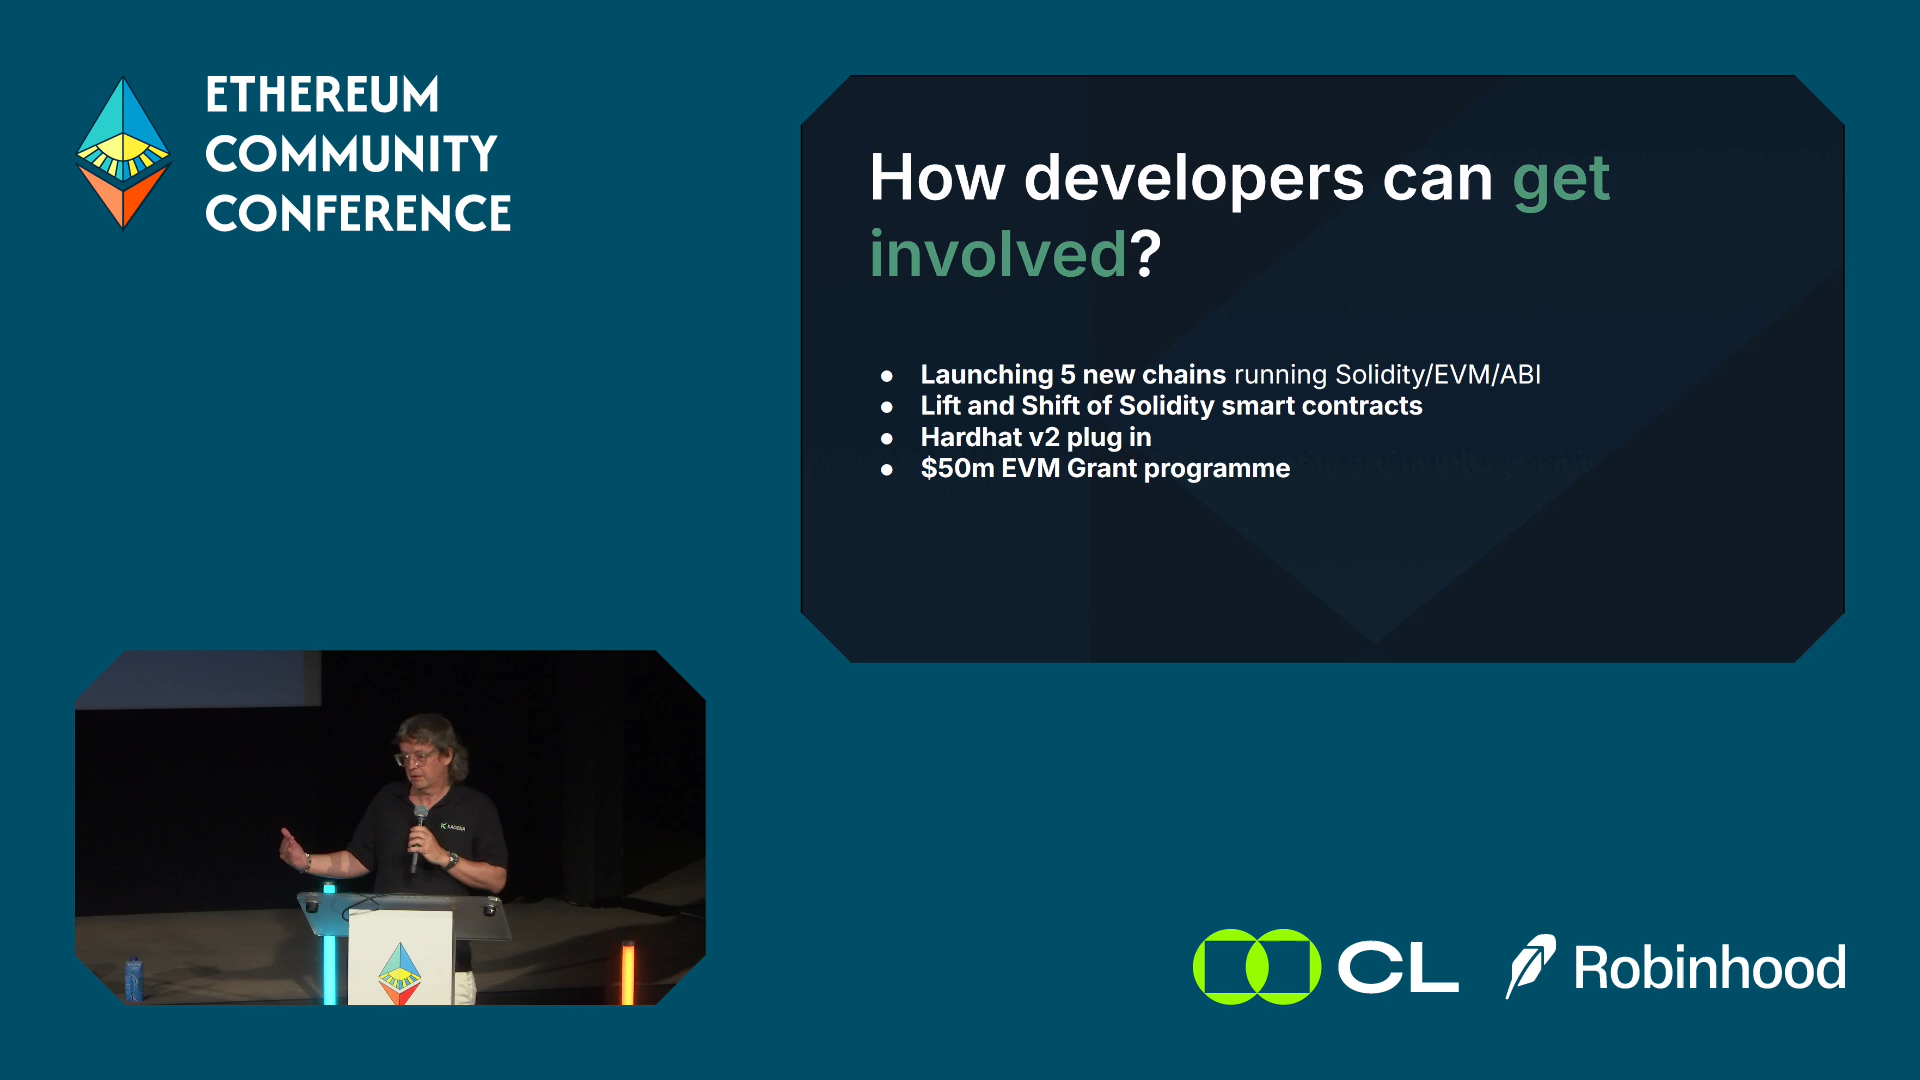 ETHEREUM
COMMUNITY
CONFERENCE
How developers can get
involved?
● Launching 5 new chains running Solidity/EVM/ABI
● Lift and Shift of Solidity smart contracts
● Hardhat v2 plug in
● $50m EVM Grant programme
KADENA
CL
Robinhood